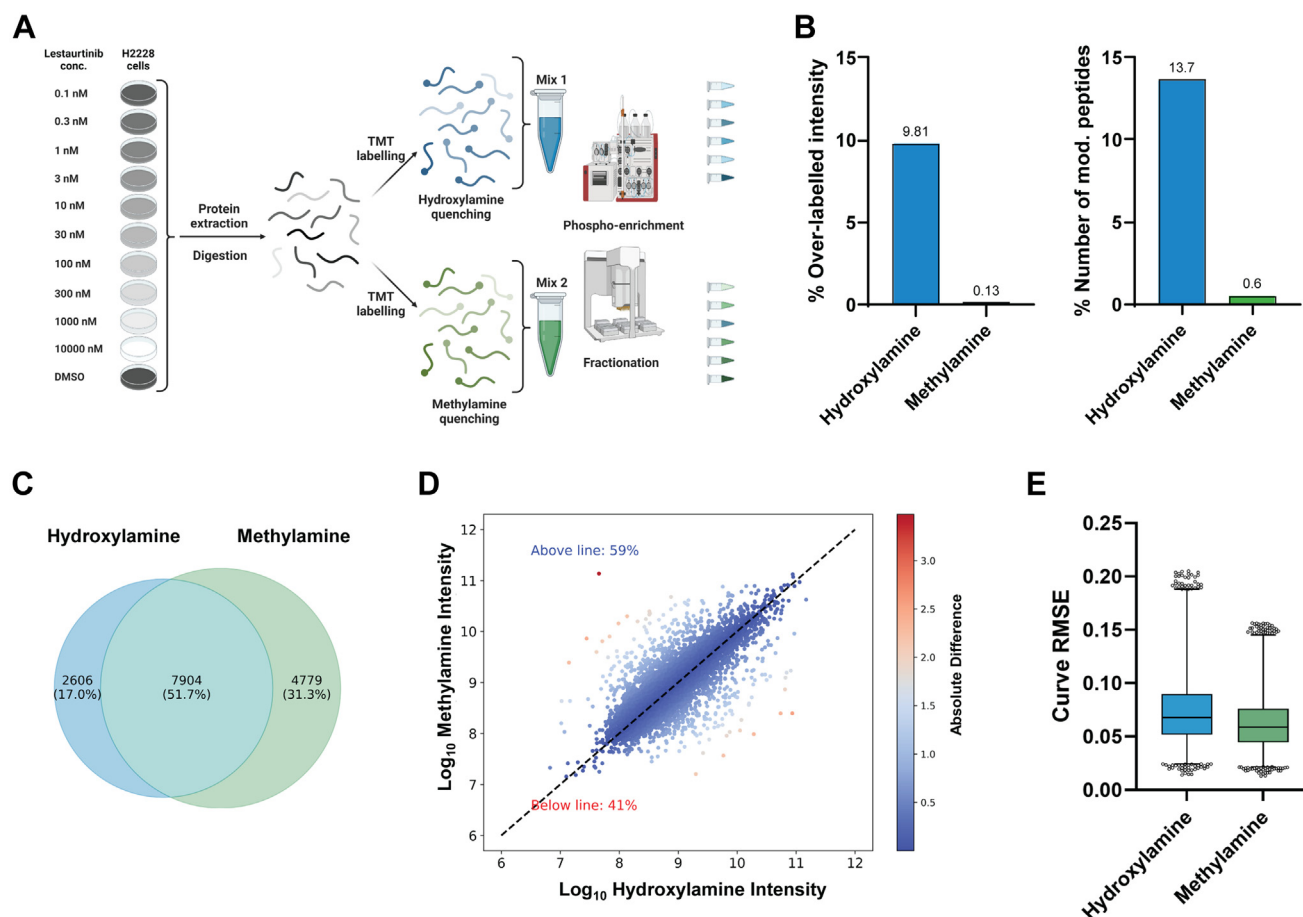 A
Lestaurtinib
conc.
H2228
cells
0.1 nM
0.3 nM
1 nM
3 nM
10 nM
30 nM
100 nM
300 nM
1000 nM
10000 nM
DMSO
Protein
extraction
Digestion
TMT
labelling
TMT
labelling
Hydroxylamine
quenching
Methylamine
quenching
Mix 1
Mix 2
Phospho-enrichment
Fractionation
B
% Over-labelled intensity
15
10
5
0
9.81
0.13
Hydroxylamine
Methylamine
% Number of mod. peptides
15
10
5
0
13.7
0.6
Hydroxylamine
Methylamine
C
Hydroxylamine
Methylamine
2606
(17.0%)
7904
(51.7%)
4779
(31.3%)
D
Log10 Methylamine Intensity
12
11
10
9
8
7
6
Above line: 59%
Below line: 41%
6
7
8
9
10
11
12
Log10 Hydroxylamine Intensity
3.0
2.5
2.0
1.5
1.0
0.5
Absolute Difference
E
Curve RMSE
0.25
0.20
0.15
0.10
0.05
0.00
Hydroxylamine
Methylamine